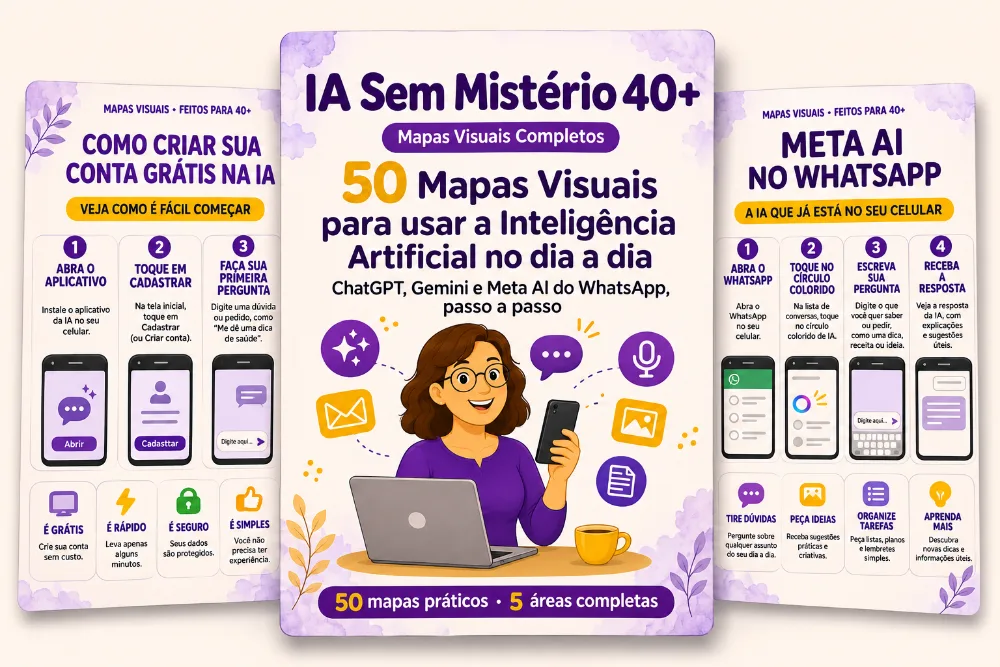 MAPAS VISUAIS • FEITOS PARA 40+
COMO CRIAR SUA
CONTA GRÁTIS NA IA
VEJA COMO É FÁCIL COMEÇAR
1
ABRA O
APLICATIVO
Instale o aplicativo
da IA no seu
celular.
Abrir
2
TOQUE EM
CADASTRAR
Na tela inicial,
toque em
Cadastrar
(ou Criar conta).
Cadasttar
3
FAÇA SUA
PRIMEIRA
PERGUNTA
Digite uma dúvida
ou pedido, como
"Me dê uma dica
de saúde".
Digite aqui...
É GRÁTIS
Crie sua conta
sem custo.
É RÁPIDO
Leva apenas
alguns
minutos.
É SEGURO
Seus dados
são protegidos.
É SIMPLES
Você não
precisa ter
experiência.
IA Sem Mistério 40+
Mapas Visuais Completos
50 Mapas Visuais
para usar a Inteligência
Artificial no dia a dia
ChatGPT, Gemini e Meta AI do WhatsApp,
passo a passo
50 mapas práticos • 5 áreas completas
MAPAS VISUAIS • FEITOS PARA 40+
META AI
NO WHATSAPP
A IA QUE JÁ ESTÁ NO SEU CELULAR
1
ABRA O
WHATSAPP
Abra o
WhatsApp
no seu
celular.
2
TOQUE NO
CÍRCULO
COLORIDO
Na lista de
conversas, toque
no círculo
colorido de IA.
3
ESCREVA
SUA
PERGUNTA
Digite o que
você quer saber
ou pedir,
como uma dica,
receita ou ideia.
Digite aqui...
4
RECEBA
A
RESPOSTA
Veja a resposta
da IA, com
explicações
e sugestões
úteis.
TIRE DÚVIDAS
Pergunte sobre
qualquer assunto
do seu dia a dia.
PEÇA IDEIAS
Receba sugestões
práticas e
criativas.
ORGANIZE
TAREFAS
Peça listas, planos
e lembretes
simples.
APRENDA
MAIS
Descubra
novas dicas e
informações úteis.